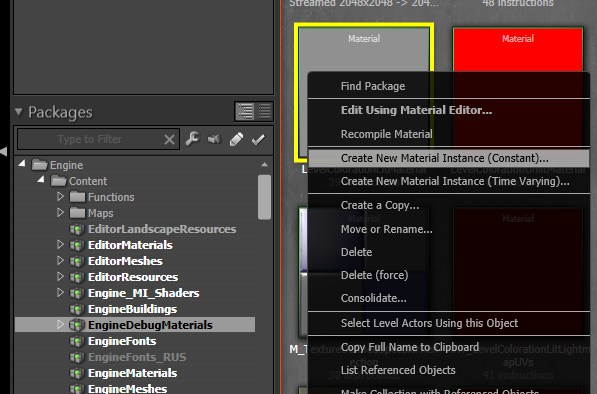 Streamed 2048x2048 -> 204...
48 instructions
Material
Material
Find Package
Edit Using Material Editor...
Recompile Material
Create New Material Instance (Constant)...
Create New Material Instance (Time Varying)...
Create a Copy...
Move or Rename...
Delete
Delete (force)
Consolidate...
Select Level Actors Using this Object
Copy Full Name to Clipboard
List Referenced Objects
Make Collection with Referenced Objects
LevelColorationLitMaterial
LevelColorationUnlitMaterial
Material
41 instructions
Packages
Type to Filter
Engine
Content
Functions
Maps
EditorLandscapeResources
EditorMaterials
EditorMeshes
EditorResources
Engine_MI_Shaders
EngineBuildings
EngineDebugMaterials
EngineFonts
EngineFonts_RUS
EngineMaterials
EngineMeshes